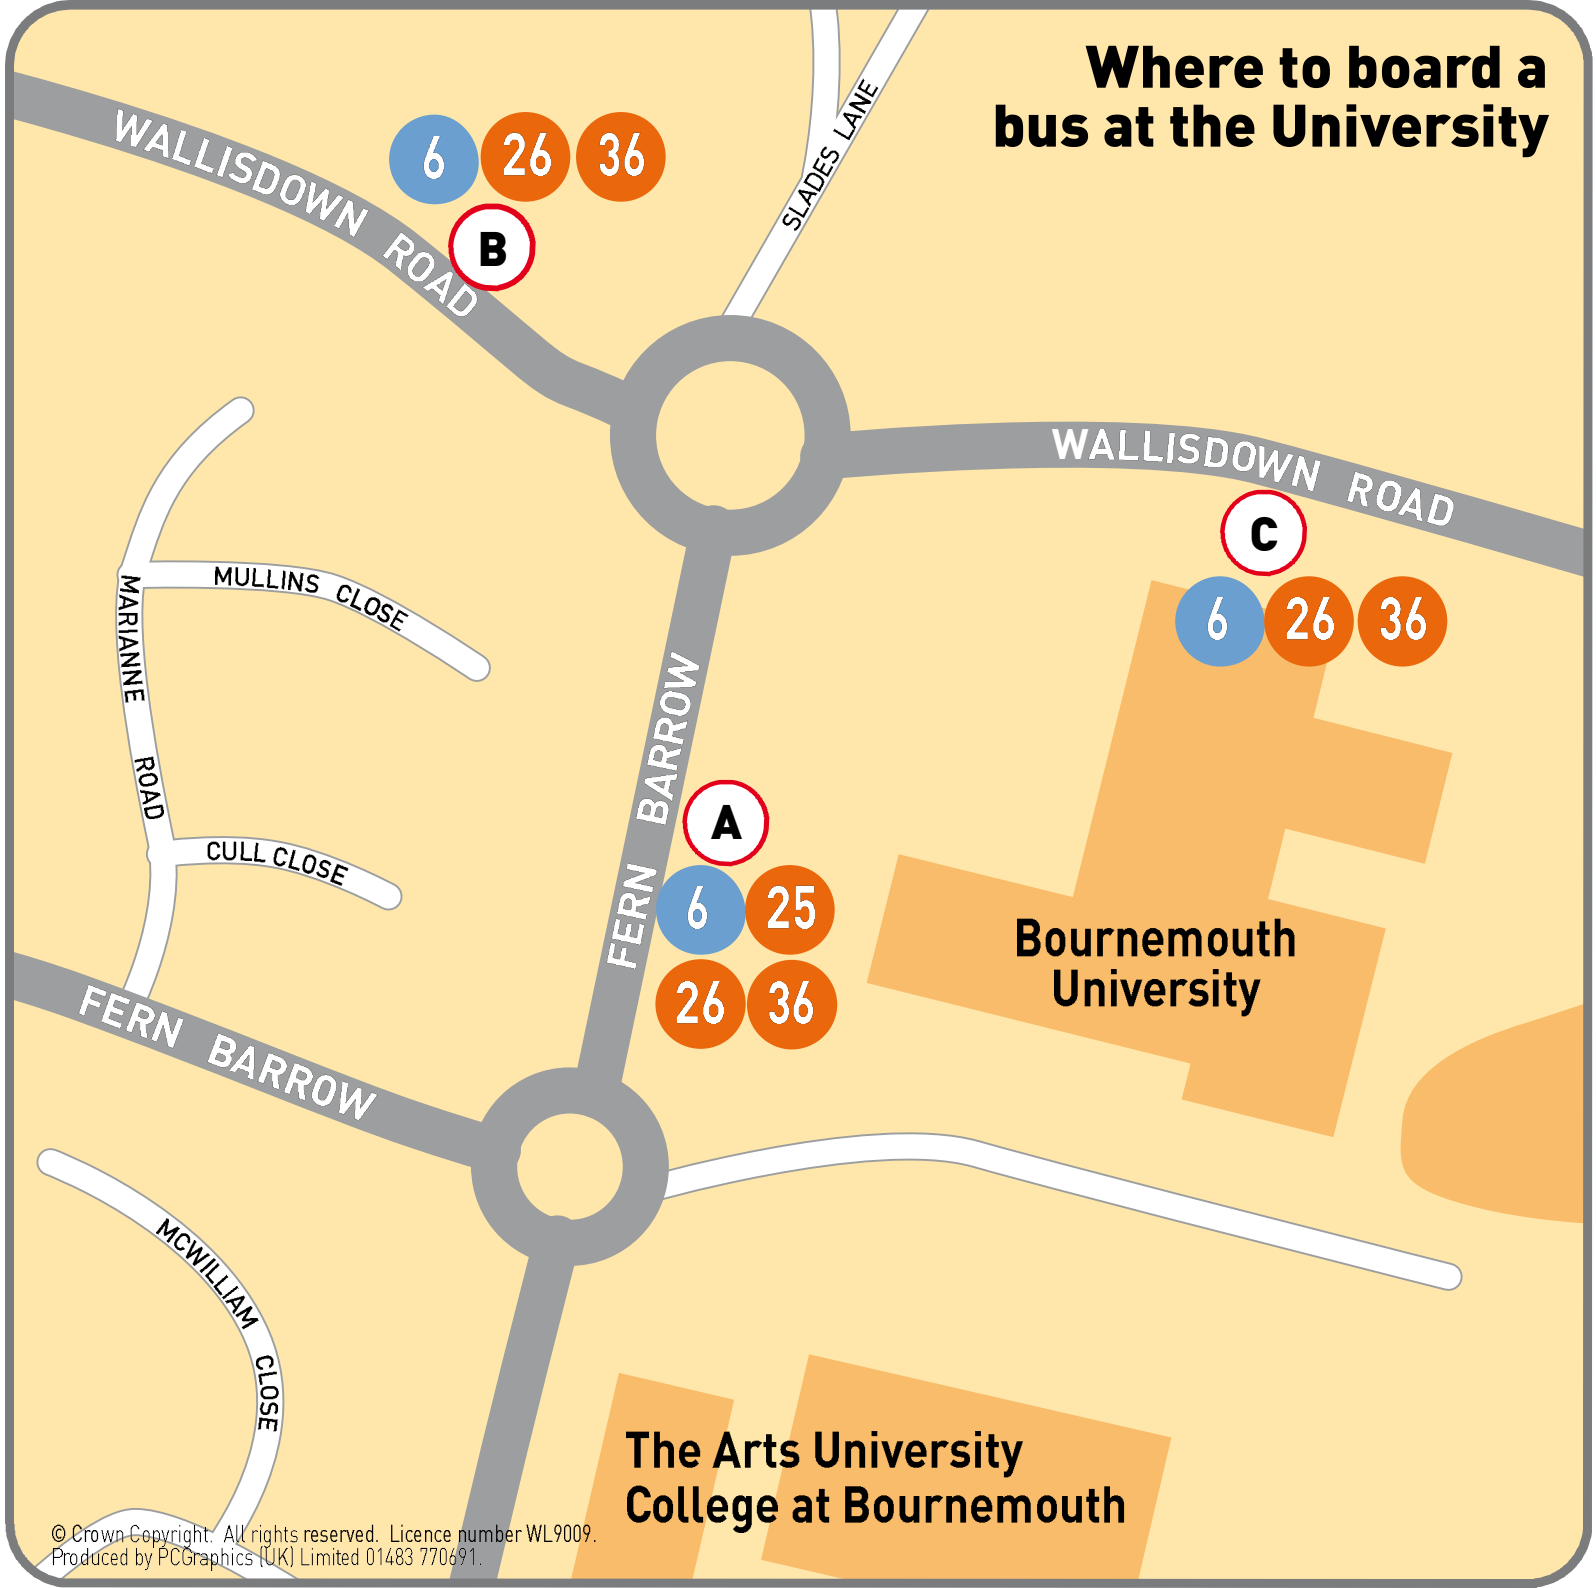 Where to board a
bus at the University
WALLISDOWN ROAD
6 26 36
B
SLADES LANE
WALLISDOWN ROAD
C
6 26 36
MULLINS CLOSE
MARIANNE ROAD
CULL CLOSE
FERN BARROW
A
6 25
26 36
Bournemouth
University
FERN BARROW
MCWILLIAM CLOSE
The Arts University
College at Bournemouth
© Crown Copyright. All rights reserved. Licence number WL9009.
Produced by PCGraphics (UK) Limited 01483 770691.